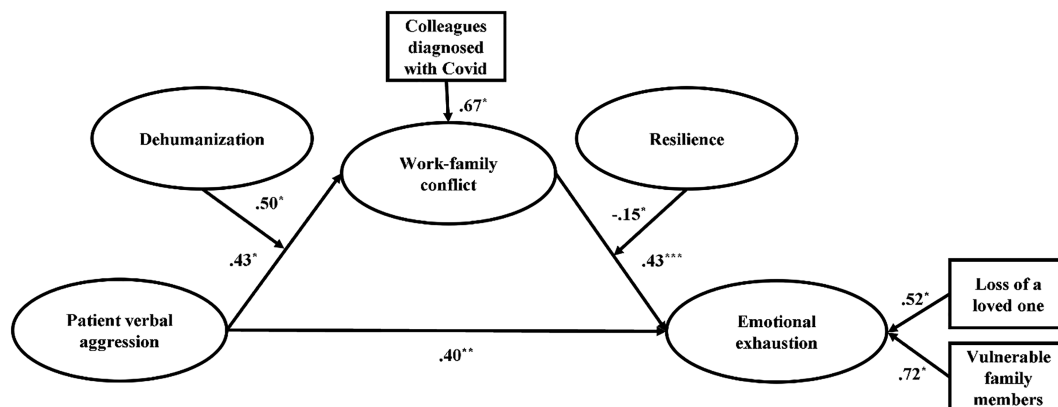 Colleagues
diagnosed
with Covid
.67*
Dehumanization
Resilience
Work-family
conflict
.50*
-.15*
.43*
.43***
Patient verbal
aggression
Emotional
exhaustion
.40**
.52*
Loss of a
loved one
.72*
Vulnerable
family
members